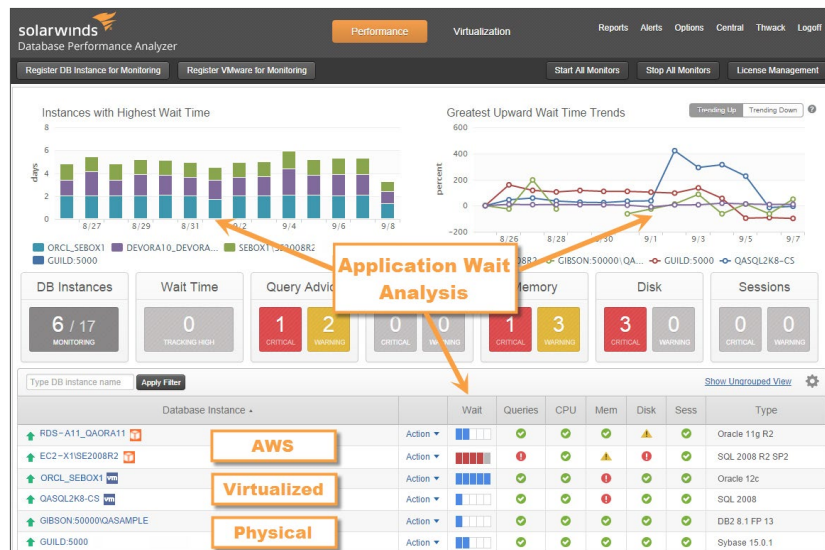 solarwinds
Database Performance Analyzer
Performance
Virtualization
Reports Alerts Options Central Thwack Logoff
Register DB Instance for Monitoring
Register VMware for Monitoring
Start All Monitors
Stop All Monitors
License Management
Instances with Highest Wait Time
8
6
4
2
0
days
8/27 8/29 8/31 9/2 9/4 9/6 9/8
ORCL_SEBOX1 DEVORA10_DEVORA... SEBOX1\SE2008R2
GUILD:5000
Greatest Upward Wait Time Trends
Trending Up Trending Down
600
400
200
0
-200
percent
8/26 8/28 8/30 9/1 9/3 9/5 9/7
GIBSON:50000\QA... GUILD:5000 QASQL2K8-CS
Application Wait
Analysis
DB Instances
6 / 17
MONITORING
Wait Time
0
TRACKING HIGH
Query
1 2
CRITICAL WARNING
0 0
CRITICAL WARNING
Memory
1 3
CRITICAL WARNING
Disk
3 0
CRITICAL WARNING
Sessions
0 0
CRITICAL WARNING
Type DB instance name Apply Filter
Show Ungrouped View
Database Instance Wait Queries CPU Mem Disk Sess Type
RDS-A11_QAORA11 Action Oracle 11g R2
AWS
EC2-X1\SE2008R2 Action SQL 2008 R2 SP2
ORCL_SEBOX1 vm Action Oracle 12c
Virtualized
QASQL2K8-CS vm Action SQL 2008
GIBSON:50000\QASAMPLE Action DB2 8.1 FP 13
Physical
GUILD:5000 Action Sybase 15.0.1